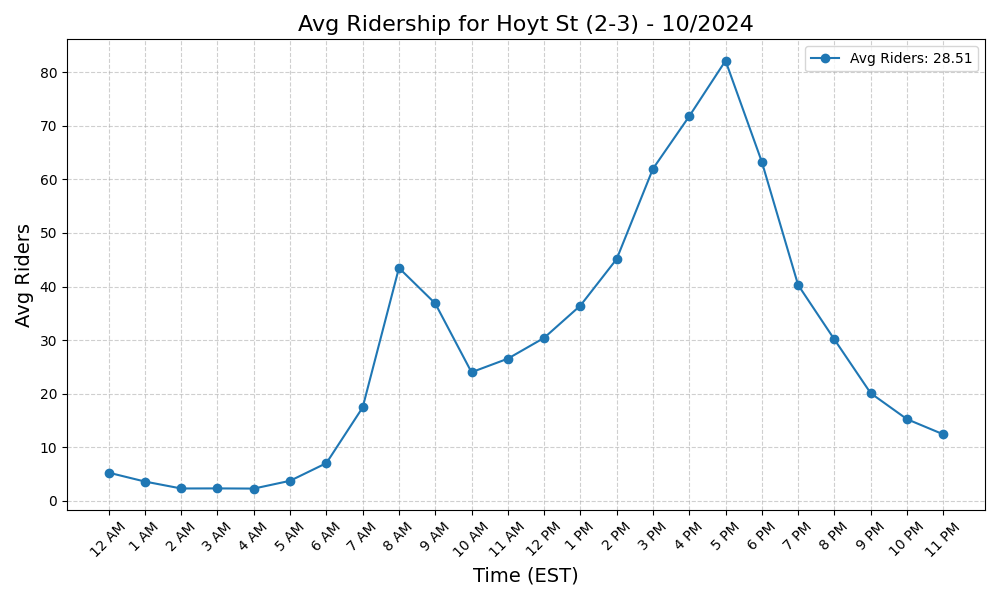 Avg Ridership for Hoyt St (2-3) - 10/2024
Avg Riders: 28.51
Avg Riders
80
70
60
50
40
30
20
10
0
12 AM
1 AM
2 AM
3 AM
4 AM
5 AM
6 AM
7 AM
8 AM
9 AM
10 AM
11 AM
12 PM
1 PM
2 PM
3 PM
4 PM
5 PM
6 PM
7 PM
8 PM
9 PM
10 PM
11 PM
Time (EST)